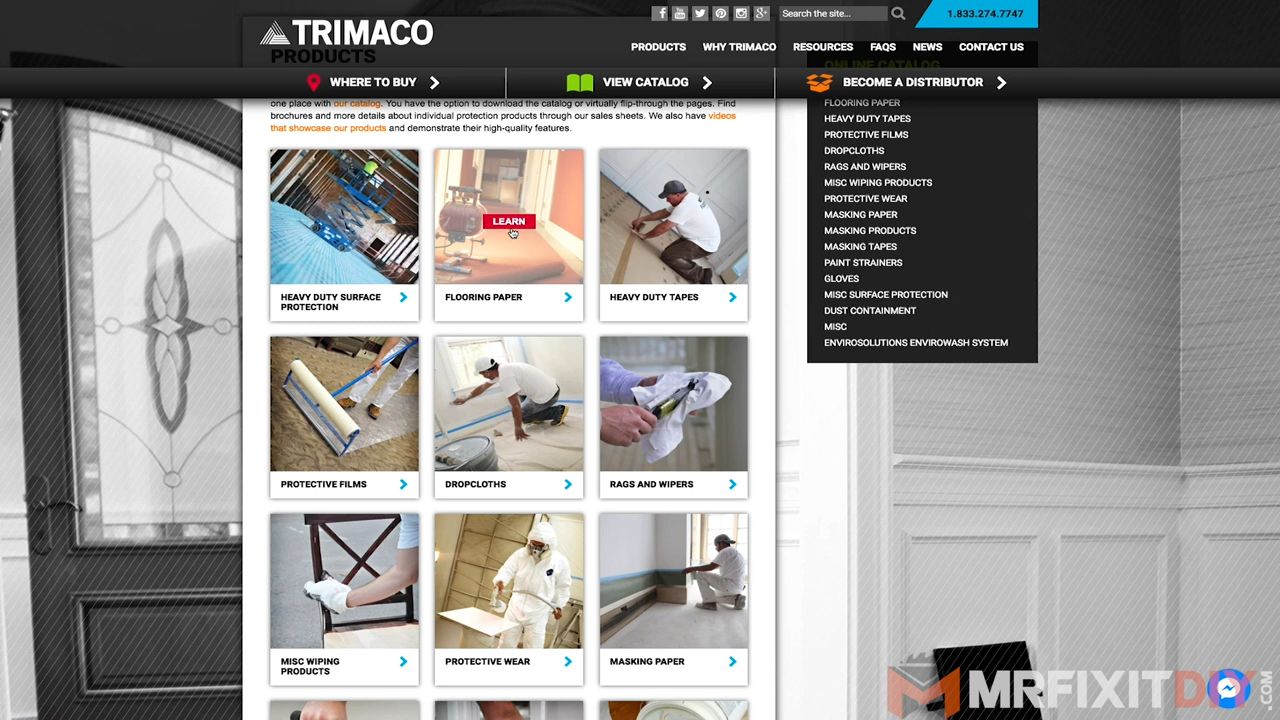 Search the site...
1.833.274.7747
TRIMACO
PRODUCTS
PRODUCTS WHY TRIMACO RESOURCES FAQS NEWS CONTACT US
ONLINE CATALOG
WHERE TO BUY
VIEW CATALOG
BECOME A DISTRIBUTOR
one place with our catalog. You have the option to download the catalog or virtually flip-through the pages. Find
brochures and more details about individual protection products through our sales sheets. We also have videos
that showcase our products and demonstrate their high-quality features.
LEARN
HEAVY DUTY SURFACE
PROTECTION
FLOORING PAPER
HEAVY DUTY TAPES
PROTECTIVE FILMS
DROPCLOTHS
RAGS AND WIPERS
MISC WIPING
PRODUCTS
PROTECTIVE WEAR
MASKING PAPER
FLOORING PAPER
HEAVY DUTY TAPES
PROTECTIVE FILMS
DROPCLOTHS
RAGS AND WIPERS
MISC WIPING PRODUCTS
PROTECTIVE WEAR
MASKING PAPER
MASKING PRODUCTS
MASKING TAPES
PAINT STRAINERS
GLOVES
MISC SURFACE PROTECTION
DUST CONTAINMENT
MISC
ENVIROSOLUTIONS ENVIROWASH SYSTEM
MRFIXITDIY.COM